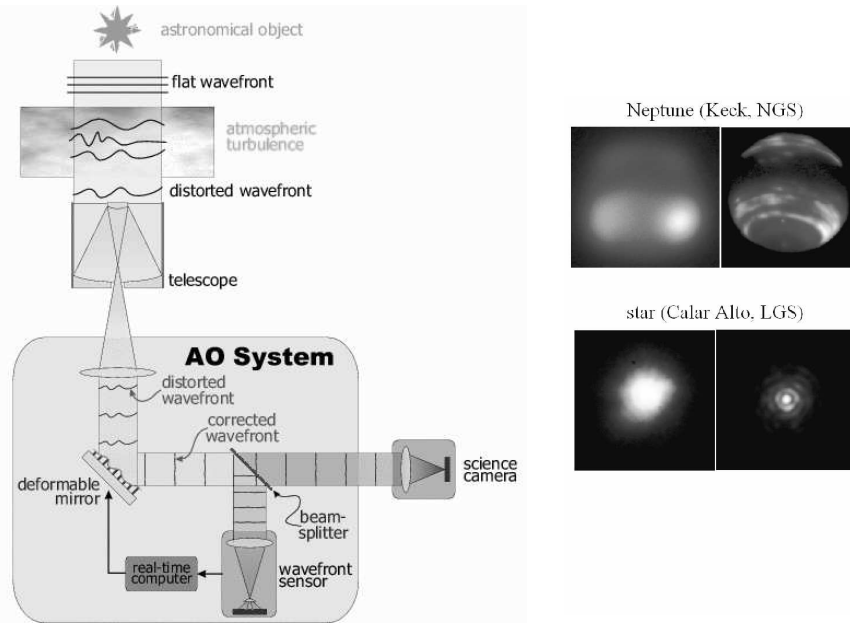 astronomical object
flat wavefront
atmospheric
turbulence
distorted wavefront
telescope
AO System
distorted
wavefront
corrected
wavefront
deformable
mirror
science
camera
beam-
splitter
real-time
computer
wavefront
sensor
Neptune (Keck, NGS)
star (Calar Alto, LGS)